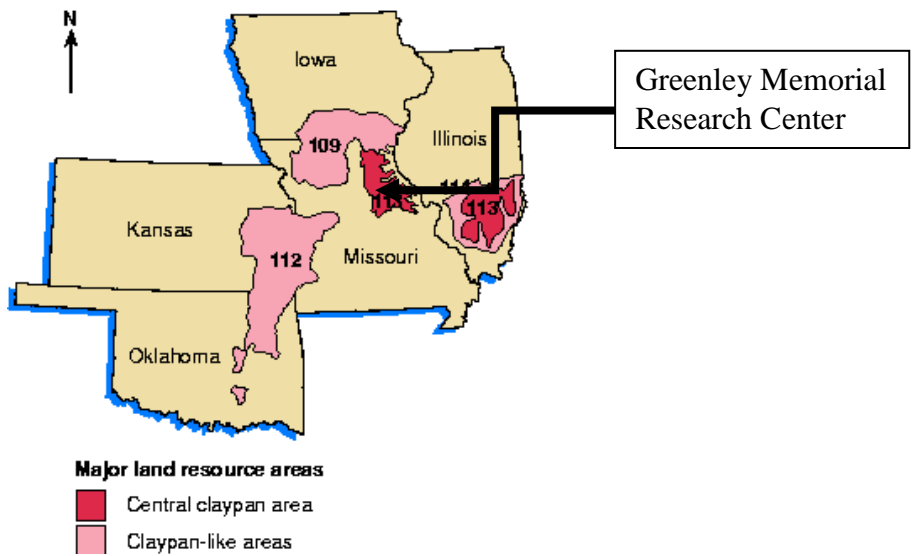 N
Iowa
Greenley Memorial
Research Center
Illinois
109
113
Kansas
112
Missouri
Oklahoma
Major land resource areas
Central claypan area
Claypan-like areas